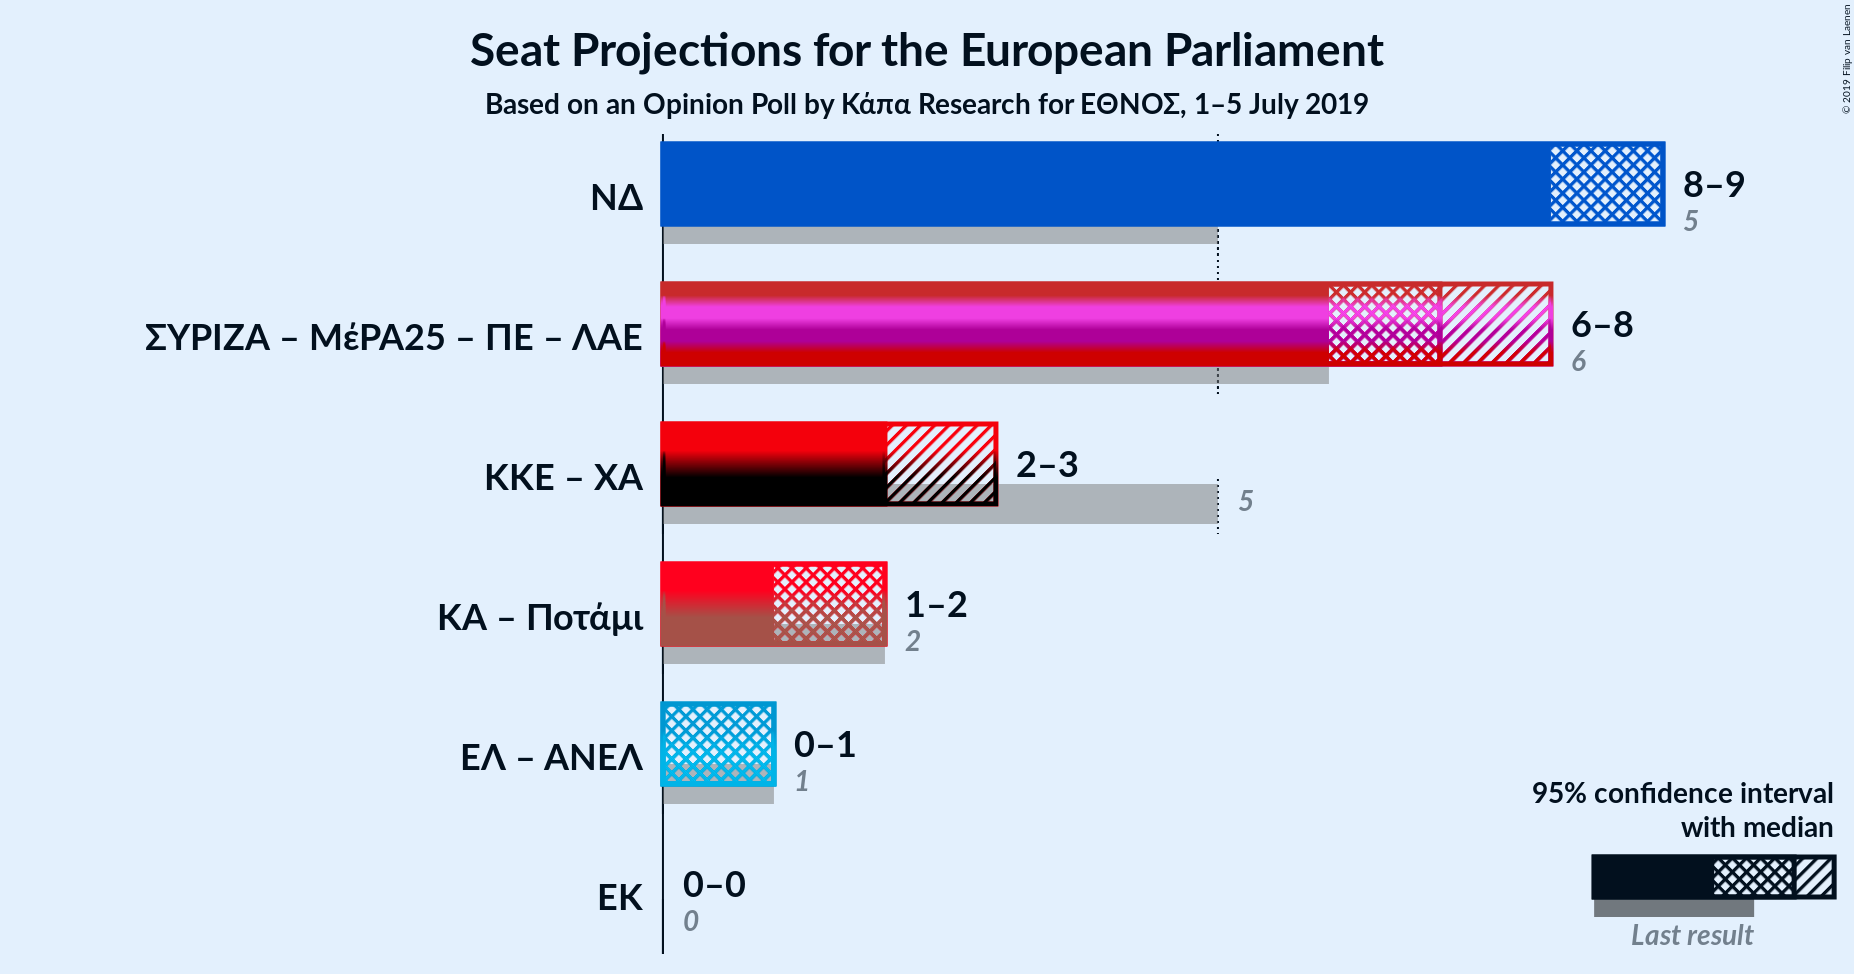 Seat Projections for the European Parliament
Based on an Opinion Poll by Κάπα Research for ΕΘΝΟΣ, 1–5 July 2019
© 2019 Filip van Laenen
ΝΔ
8–9
5
ΣΥΡΙΖΑ – ΜέΡΑ25 – ΠΕ – ΛΑΕ
6–8
6
ΚΚΕ – ΧΑ
2–3
5
ΚΑ – Ποτάμι
1–2
2
ΕΛ – ΑΝΕΛ
0–1
1
ΕΚ
0–0
0
95% confidence interval
with median
Last result